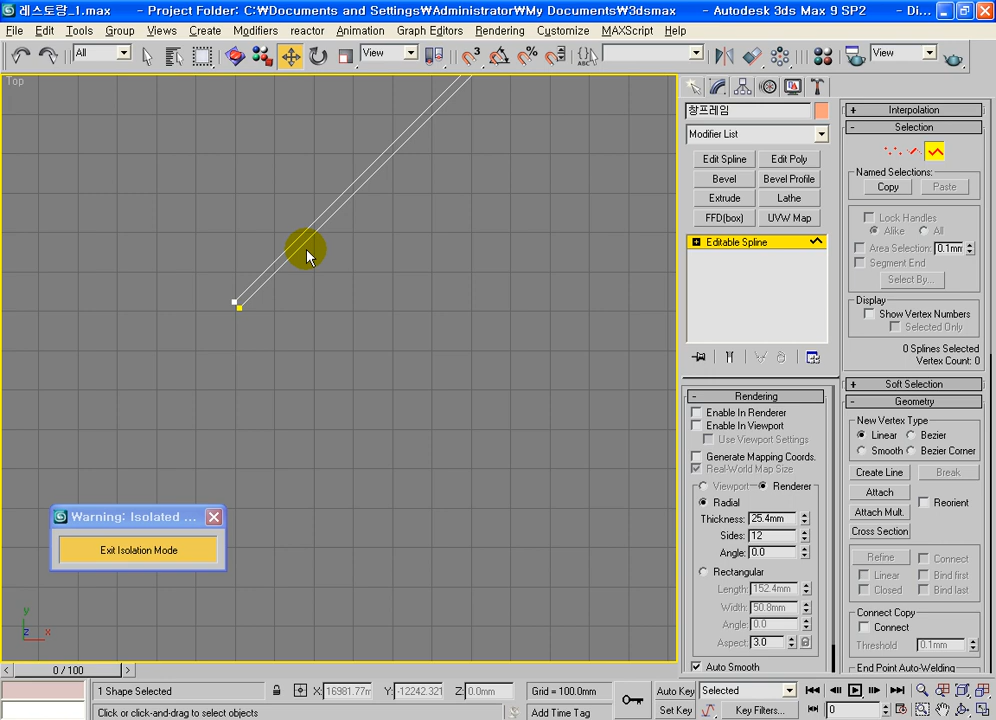 레스토랑_1.max - Project Folder: C:₩Documents and Settings₩Administrator₩My Documents₩3dsmax - Autodesk 3ds Max 9 SP2 - Di...
File Edit Tools Group Views Create Modifiers reactor Animation Graph Editors Rendering Customize MAXScript Help
All View View
Top
창프레임
Modifier List
Edit Spline Edit Poly
Bevel Bevel Profile
Extrude Lathe
FFD(box) UVW Map
Editable Spline
Rendering
Enable In Renderer
Enable In Viewport
Use Viewport Settings
Generate Mapping Coords.
Real-World Map Size
Viewport Renderer
Radial
Thickness: 25.4mm
Sides: 12
Angle: 0.0
Rectangular
Length: 152.4mm
Width: 50.8mm
Angle: 0.0
Aspect: 3.0
Auto Smooth
Interpolation
Selection
Named Selections:
Copy Paste
Lock Handles
Alike All
Area Selection: 0.1mm
Segment End
Select By...
Display
Show Vertex Numbers
Selected Only
0 Splines Selected
Vertex Count: 0
Soft Selection
Geometry
New Vertex Type
Linear Bezier
Smooth Bezier Corner
Create Line Break
Attach Reorient
Attach Mult.
Cross Section
Refine Connect
Linear Bind first
Closed Bind last
Connect Copy
Connect
Threshold 0.1mm
End Point Auto-Welding
Warning: Isolated ...
Exit Isolation Mode
y
z x
0 / 100
1 Shape Selected X: 16981.77m Y: -12242.321 Z: 0.0mm Grid = 100.0mm Auto Key Selected
Click or click-and-drag to select objects Add Time Tag Set Key Key Filters... 0